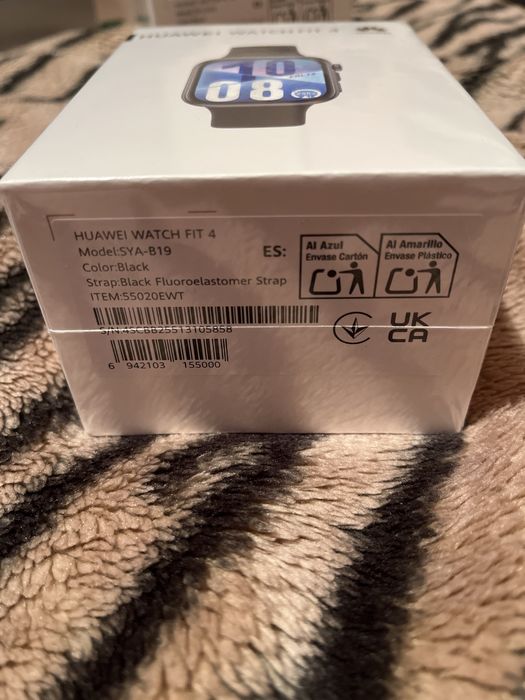 HUAWEI WATCH FIT 4
10
08
HUAWEI WATCH FIT 4
Model:SYA-B19
Color:Black
Strap:Black Fluoroelastomer Strap
ITEM:55020EWT
ES:
Al Azul
Envase Cartón
Al Amarillo
Envase Plástico
S/N:4SCBB25513105858
6 942103 155000
UK
CA